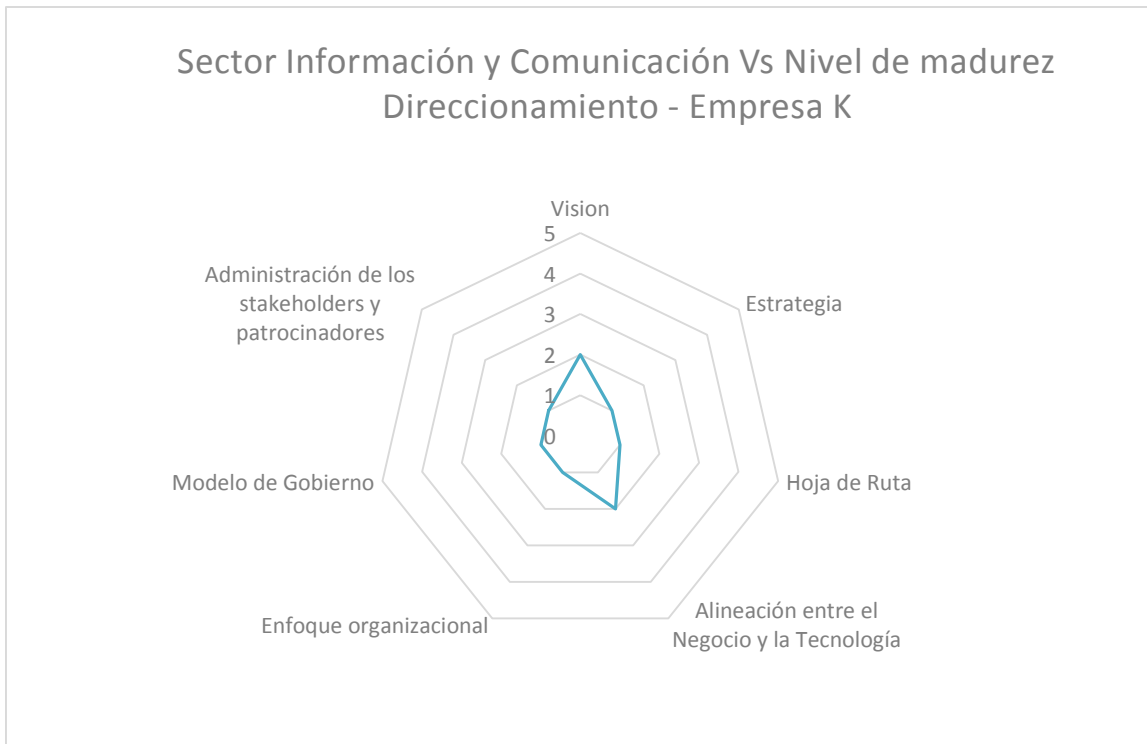 Sector Información y Comunicación Vs Nivel de madurez
Direccionamiento - Empresa K
Vision
5
4
3
2
1
0
Estrategia
Hoja de Ruta
Alineación entre el
Negocio y la Tecnología
Enfoque organizacional
Modelo de Gobierno
Administración de los
stakeholders y
patrocinadores